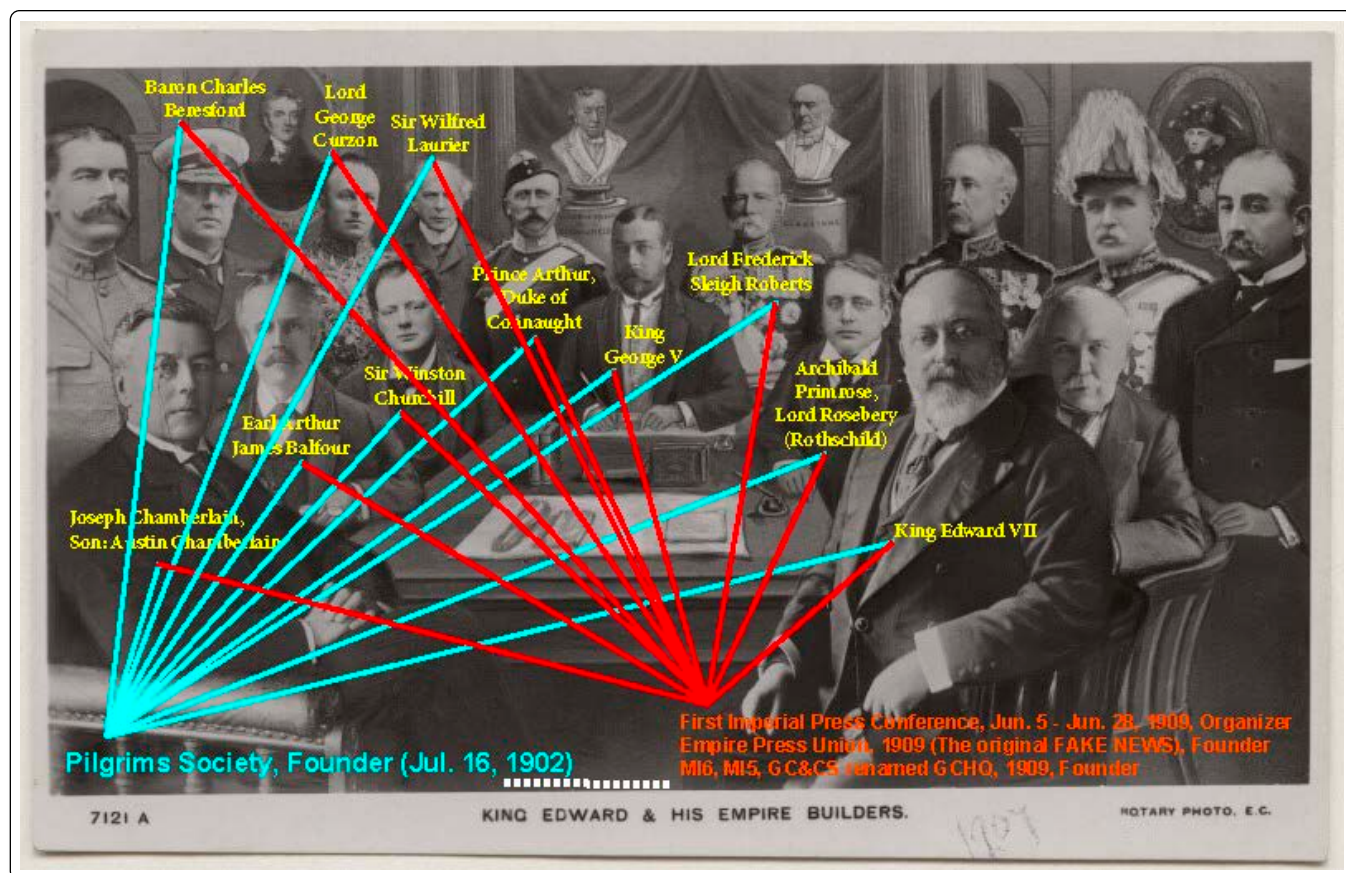 Baron Charles
Beresford
Lord
George
Curzon
Sir Wilfred
Laurier
Prince Arthur,
Duke of
Connaught
Lord Frederick
Sleigh Roberts
King
George V
Sir Winston
Churchill
Archibald
Primrose,
Lord Rosebery
(Rothschild)
Earl Arthur
James Balfour
Joseph Chamberlain,
Son: Austin Chamberlain
King Edward VII
Pilgrims Society, Founder (Jul. 16, 1902)
First Imperial Press Conference, Jun. 5 - Jun. 28, 1909, Organizer
Empire Press Union, 1909 (The original FAKE NEWS), Founder
MI6, MI5, GC&CS renamed GCHQ, 1909, Founder
7121 A
KING EDWARD & HIS EMPIRE BUILDERS.
ROTARY PHOTO, E.C.